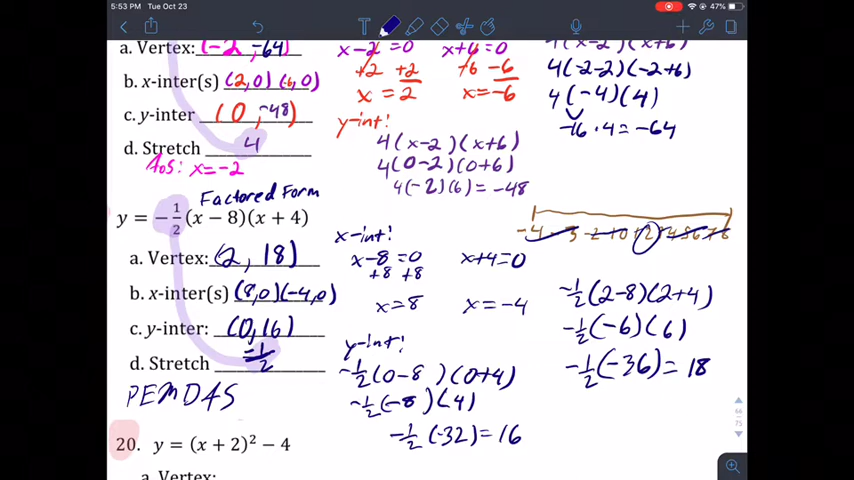 5:53 PM Tue Oct 23
47%
a. Vertex: (-2, -64)
b. x-inter(s) (2,0) (-6,0)
c. y-inter (0, -48)
d. Stretch 4
AoS: x=-2
x-2=0
+2 +2
x = 2
x+6=0
-6 -6
x=-6
y-int!
4(x-2)(x+6)
4(0-2)(0+6)
4(-2)(6)=-48
4(x-2)(x+6)
4(-2-2)(-2+6)
4(-4)(4)
-16·4=-64
Factored Form
y = -1/2(x − 8)(x + 4)
a. Vertex: (2, 18)
b. x-inter(s) (8,0)(-4,0)
c. y-inter: (0,16)
d. Stretch -1/2
PEMDAS
x-int!
x-8=0
+8 +8
x=8
x+4=0
x=-4
y-int!
-1/2(0-8)(0+4)
-1/2(-8)(4)
-1/2(-32)=16
-1/2(2-8)(2+4)
-1/2(-6)(6)
-1/2(-36)=18
20. y = (x + 2)² − 4
a. Vertex:
66
75